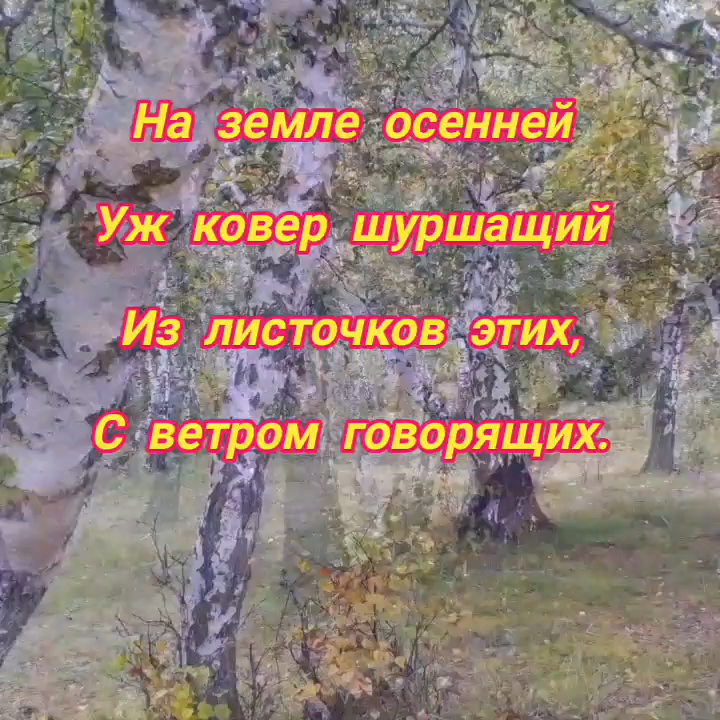 На земле осенней
Уж ковер шуршащий
Из листочков этих,
С ветром говорящих.